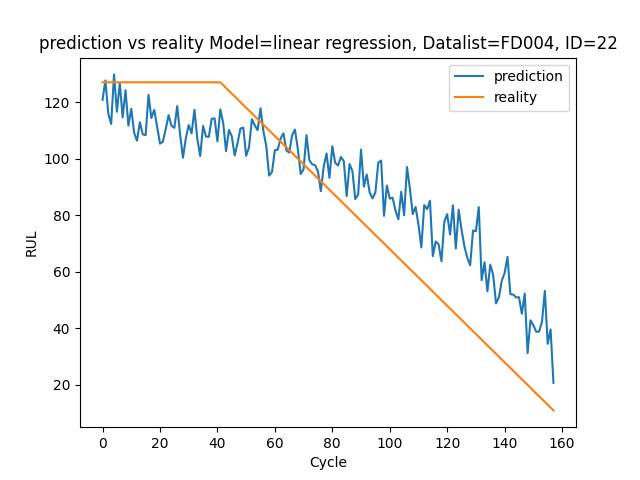 prediction vs reality Model=linear regression, Datalist=FD004, ID=22
prediction
reality
RUL
120
100
80
60
40
20
0 20 40 60 80 100 120 140 160
Cycle